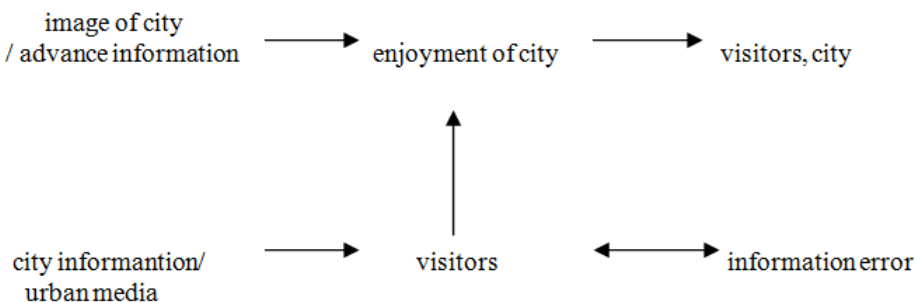 image of city
/ advance information
enjoyment of city
visitors, city
city informantion/
urban media
visitors
information error